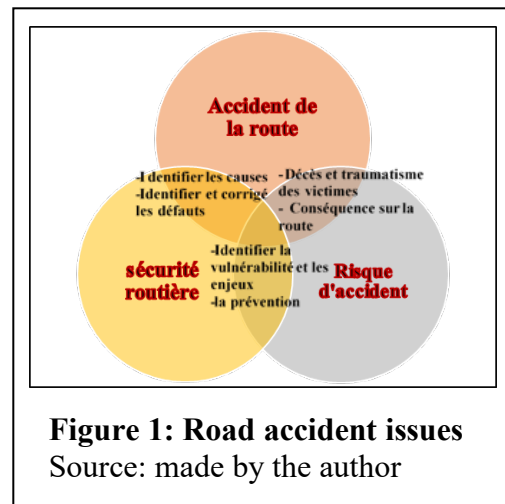 Accident de
la route
-Identifier les causes
-Identifier et corrigé
les défauts
-Décès et traumatisme
des victimes
- Conséquence sur la
route
-Identifier la
vulnérabilité et les
enjeux
-la prévention
sécurité
routière
Risque
d'accident
Figure 1: Road accident issues
Source: made by the author